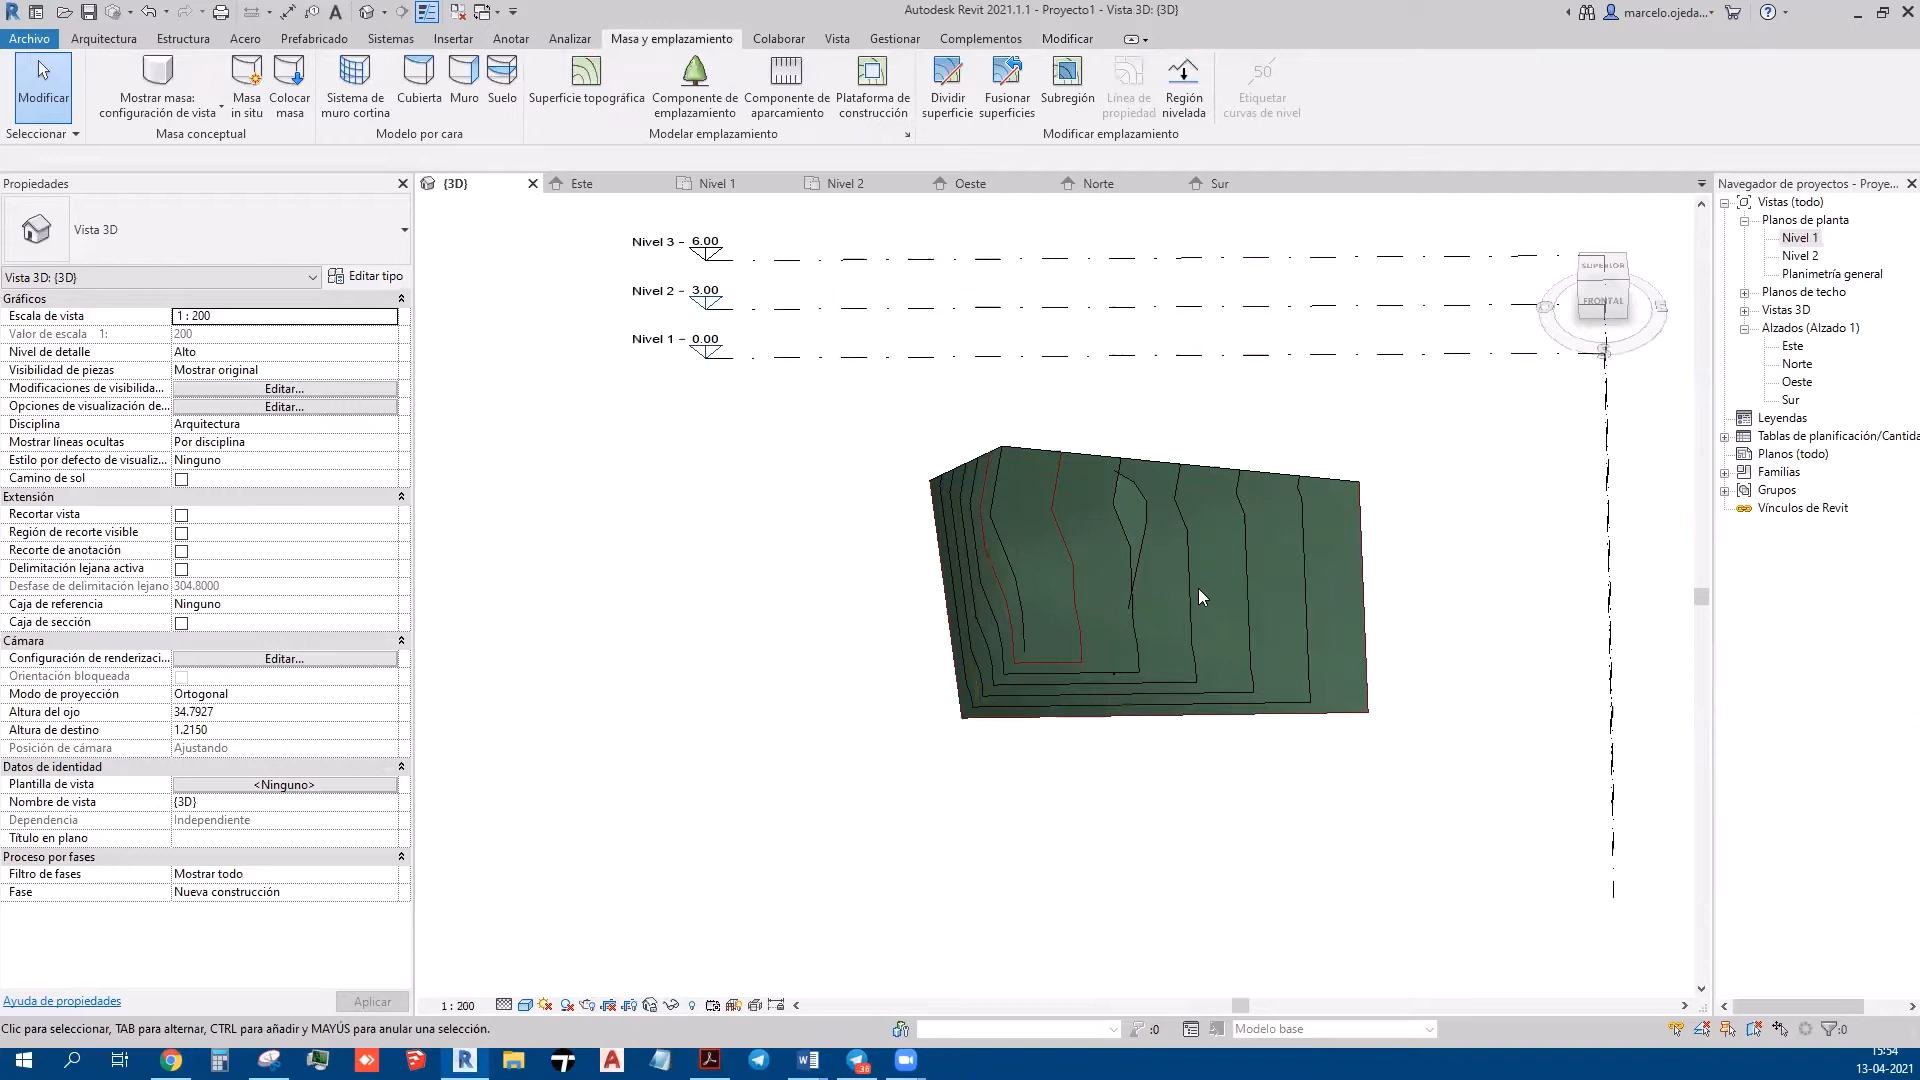 Autodesk Revit 2021.1.1 - Proyecto1 - Vista 3D: {3D}
marcelo.ojeda...
Archivo Arquitectura Estructura Acero Prefabricado Sistemas Insertar Anotar Analizar Masa y emplazamiento Colaborar Vista Gestionar Complementos Modificar
Modificar
Mostrar masa:
configuración de vista
Masa
in situ
Colocar
masa
Sistema de
muro cortina
Cubierta
Muro
Suelo
Superficie topográfica
Componente de
emplazamiento
Componente de
aparcamiento
Plataforma de
construcción
Dividir
superficie
Fusionar
superficies
Subregión
Línea de
propiedad
Región
nivelada
50
Etiquetar
curvas de nivel
Seleccionar
Masa conceptual
Modelo por cara
Modelar emplazamiento
Modificar emplazamiento
Propiedades
Vista 3D
Vista 3D: {3D}
Editar tipo
Gráficos
Escala de vista 1 : 200
Valor de escala 1: 200
Nivel de detalle Alto
Visibilidad de piezas Mostrar original
Modificaciones de visibilida... Editar...
Opciones de visualización de... Editar...
Disciplina Arquitectura
Mostrar líneas ocultas Por disciplina
Estilo por defecto de visualiz... Ninguno
Camino de sol
Extensión
Recortar vista
Región de recorte visible
Recorte de anotación
Delimitación lejana activa
Desfase de delimitación lejano 304.8000
Caja de referencia Ninguno
Caja de sección
Cámara
Configuración de renderizaci... Editar...
Orientación bloqueada
Modo de proyección Ortogonal
Altura del ojo 34.7927
Altura de destino 1.2150
Posición de cámara Ajustando
Datos de identidad
Plantilla de vista <Ninguno>
Nombre de vista {3D}
Dependencia Independiente
Título en plano
Proceso por fases
Filtro de fases Mostrar todo
Fase Nueva construcción
Ayuda de propiedades
Aplicar
{3D} Este Nivel 1 Nivel 2 Oeste Norte Sur
Nivel 3 - 6.00
Nivel 2 - 3.00
Nivel 1 - 0.00
SUPERIOR
FRONTAL
Navegador de proyectos - Proye...
Vistas (todo)
Planos de planta
Nivel 1
Nivel 2
Planimetría general
Planos de techo
Vistas 3D
Alzados (Alzado 1)
Este
Norte
Oeste
Sur
Leyendas
Tablas de planificación/Cantida
Planos (todo)
Familias
Grupos
Vínculos de Revit
1 : 200
Clic para seleccionar, TAB para alternar, CTRL para añadir y MAYÚS para anular una selección.
:0
Modelo base
:0
15:54
13-04-2021